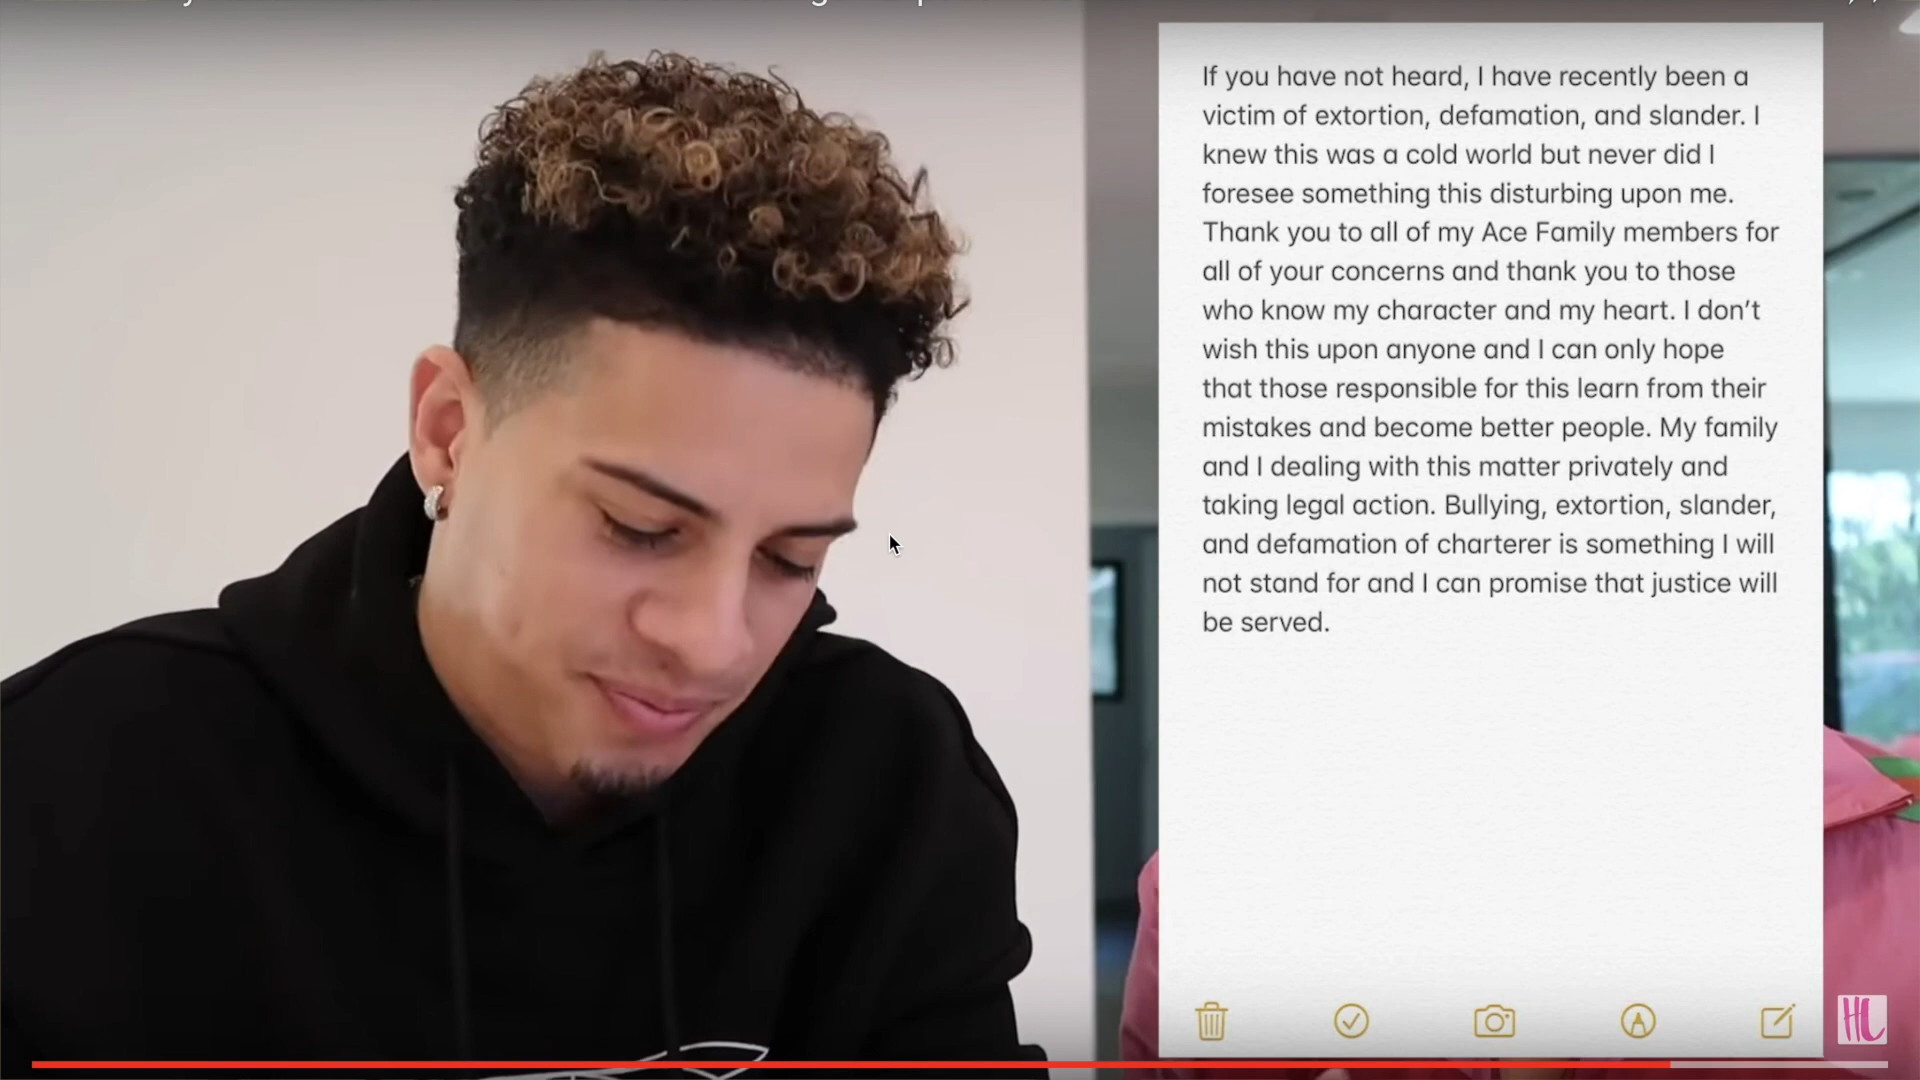 If you have not heard, I have recently been a
victim of extortion, defamation, and slander. I
knew this was a cold world but never did I
foresee something this disturbing upon me.
Thank you to all of my Ace Family members for
all of your concerns and thank you to those
who know my character and my heart. I don’t
wish this upon anyone and I can only hope
that those responsible for this learn from their
mistakes and become better people. My family
and I dealing with this matter privately and
taking legal action. Bullying, extortion, slander,
and defamation of charterer is something I will
not stand for and I can promise that justice will
be served.
HL